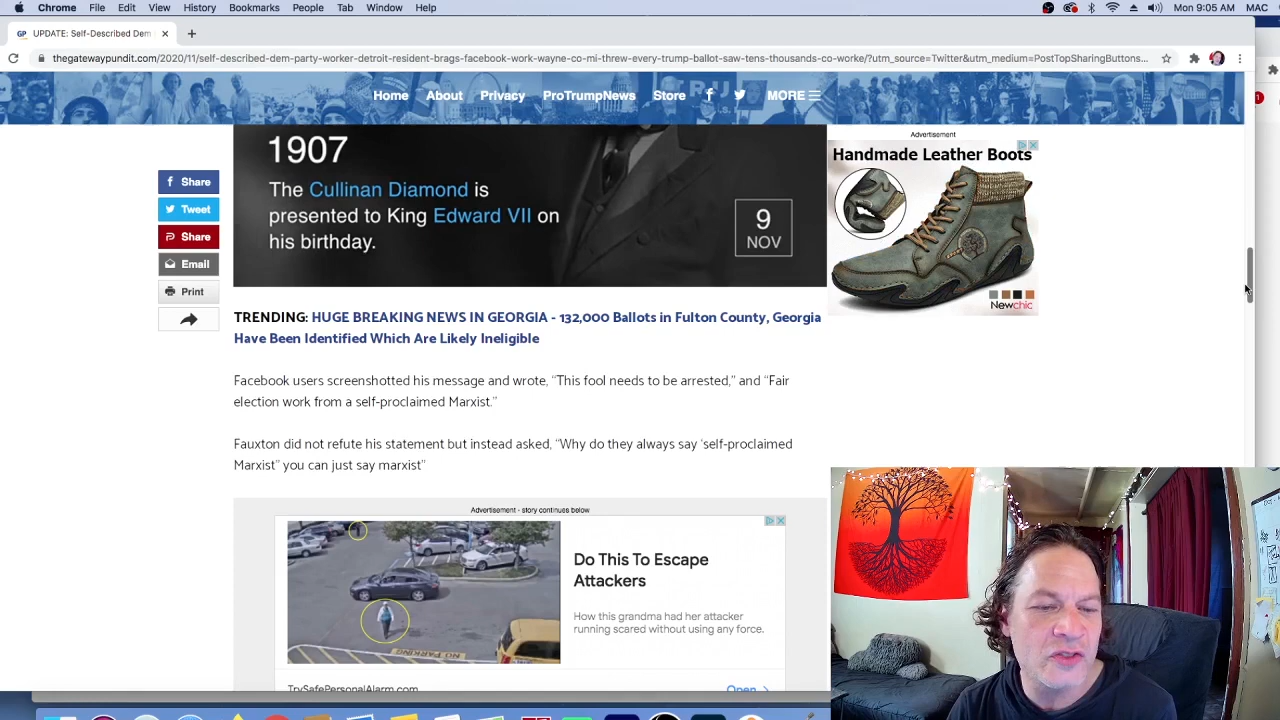 Chrome File Edit View History Bookmarks People Tab Window Help
Mon 9:05 AM MAC
GP UPDATE: Self-Described Dem
thegatewaypundit.com/2020/11/self-described-dem-party-worker-detroit-resident-brags-facebook-work-wayne-co-mi-threw-every-trump-ballot-saw-tens-thousands-co-worke/?utm_source=Twitter&utm_medium=PostTopSharingButtons...
Home About Privacy ProTrumpNews Store MORE
Advertisement
Handmade Leather Boots
Newchic
1907
The Cullinan Diamond is
presented to King Edward VII on
his birthday.
9
NOV
Share
Tweet
Share
Email
Print
TRENDING: HUGE BREAKING NEWS IN GEORGIA - 132,000 Ballots in Fulton County, Georgia
Have Been Identified Which Are Likely Ineligible
Facebook users screenshotted his message and wrote, “This fool needs to be arrested,” and “Fair
election work from a self-proclaimed Marxist.”
Fauxton did not refute his statement but instead asked, “Why do they always say ‘self-proclaimed
Marxist” you can just say marxist”
Advertisement - story continues below
Do This To Escape
Attackers
How this grandma had her attacker
running scared without using any force.
TrySafePersonalAlarm.com
Open